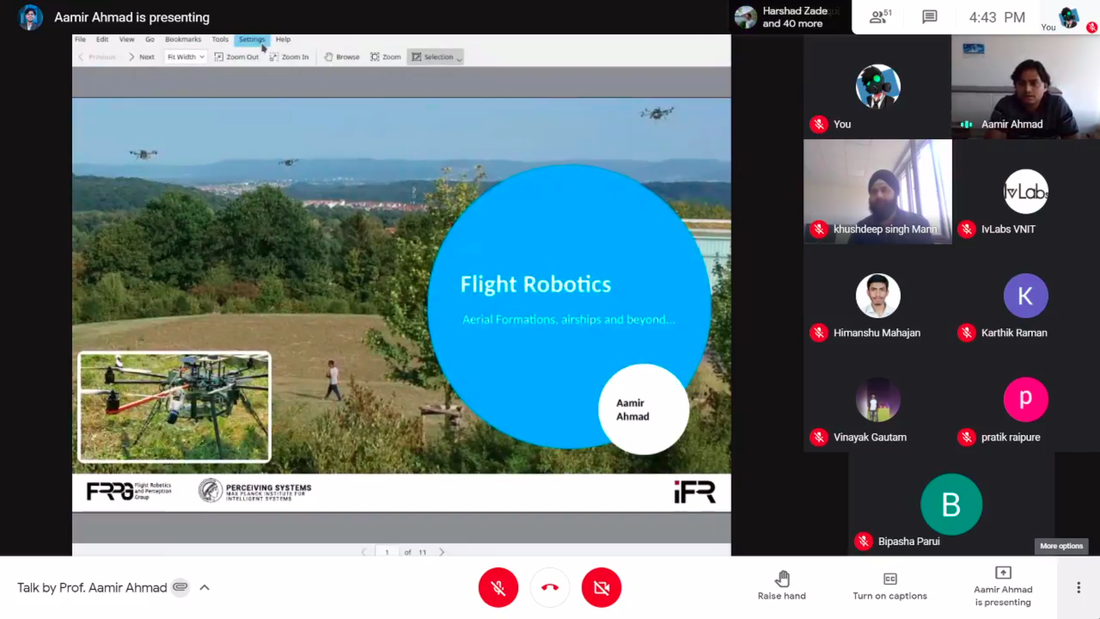 Aamir Ahmad is presenting
Harshad Zade
and 40 more
51
4:43 PM
You
File Edit View Go Bookmarks Tools Settings Help
Previous Next Fit Width Zoom Out Zoom In Browse Zoom Selection
You
Aamir Ahmad
khushdeep singh Mann
IvLabs
IvLabs VNIT
Flight Robotics
Aerial Formations, airships and beyond...
Aamir
Ahmad
Himanshu Mahajan
K
Karthik Raman
Vinayak Gautam
p
pratik raipure
FRPG Flight Robotics
and Perception
Group
PERCEIVING SYSTEMS
MAX PLANCK INSTITUTE FOR
INTELLIGENT SYSTEMS
iFR
B
Bipasha Parui
More options
1 of 11
Talk by Prof. Aamir Ahmad
Raise hand
CC
Turn on captions
Aamir Ahmad
is presenting